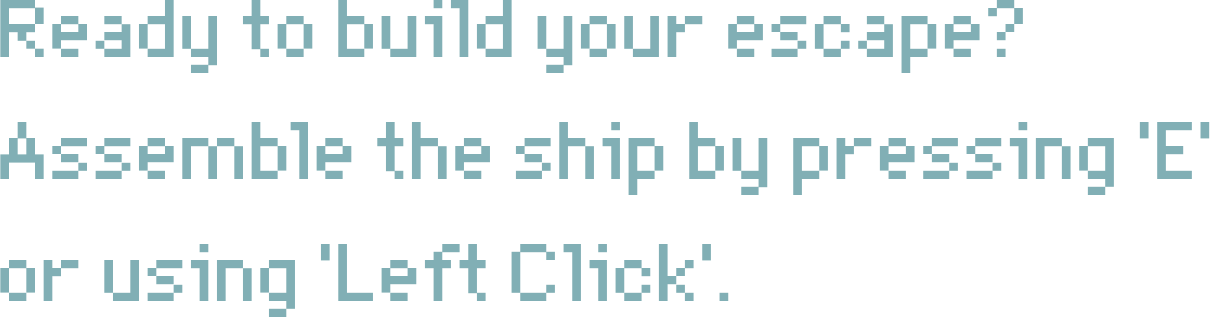 Ready to build your escape?
Assemble the ship by pressing 'E'
or using 'Left Click'.